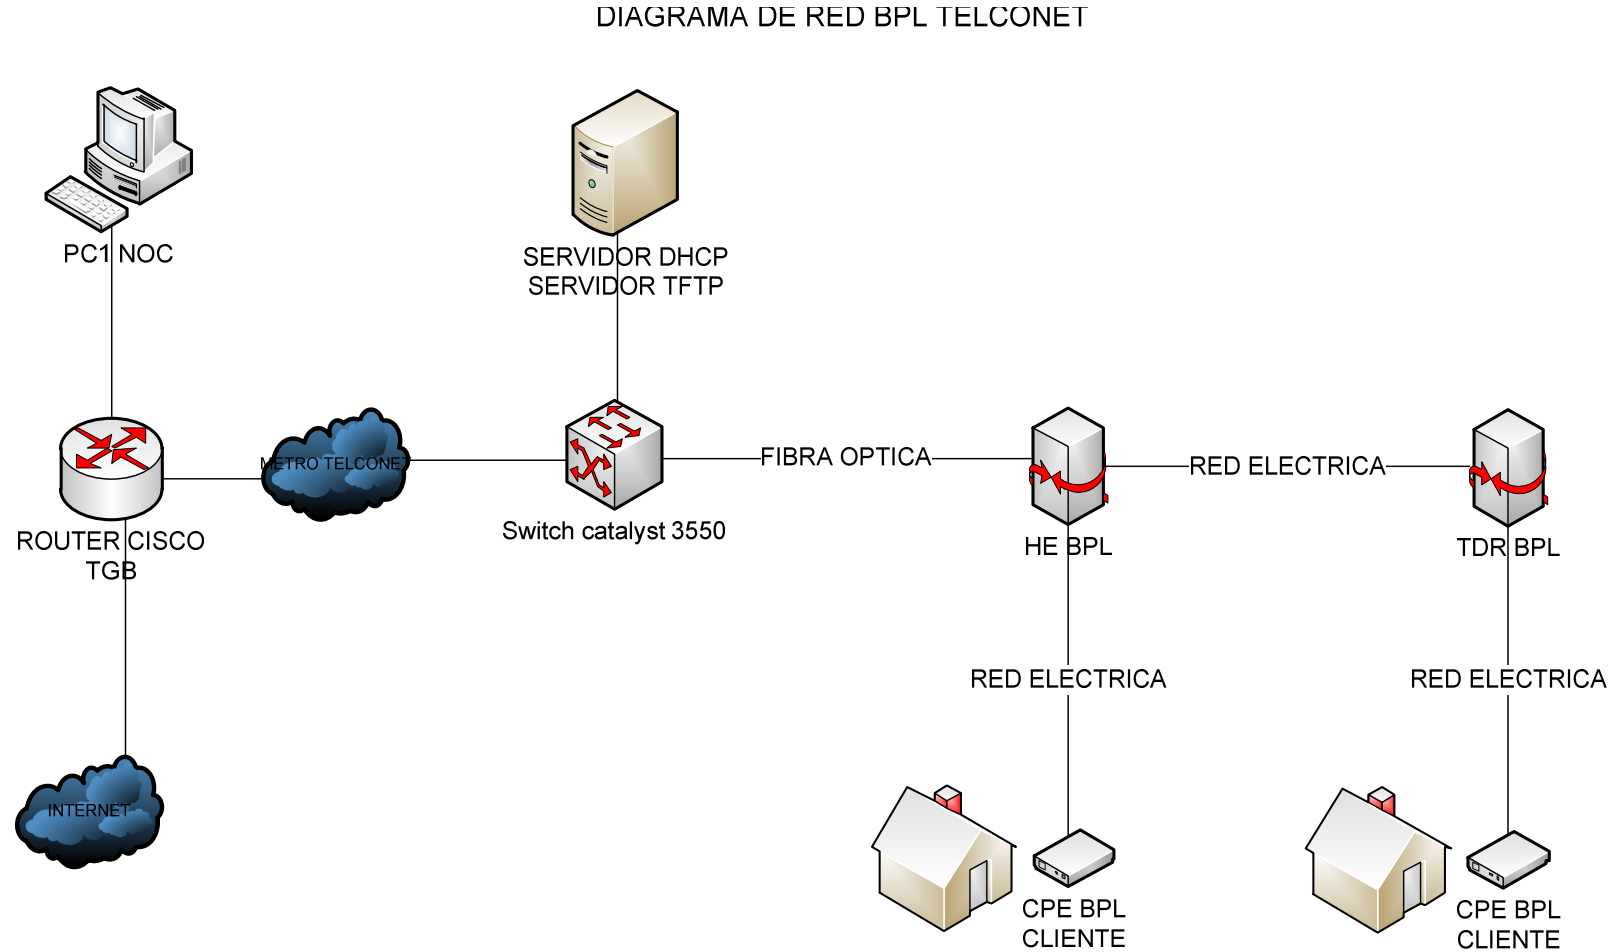 DIAGRAMA DE RED BPL TELCONET
PC1 NOC
SERVIDOR DHCP
SERVIDOR TFTP
METRO TELCONET
FIBRA OPTICA
RED ELECTRICA
ROUTER CISCO
TGB
Switch catalyst 3550
HE BPL
TDR BPL
RED ELECTRICA
RED ELECTRICA
INTERNET
CPE BPL
CLIENTE
CPE BPL
CLIENTE